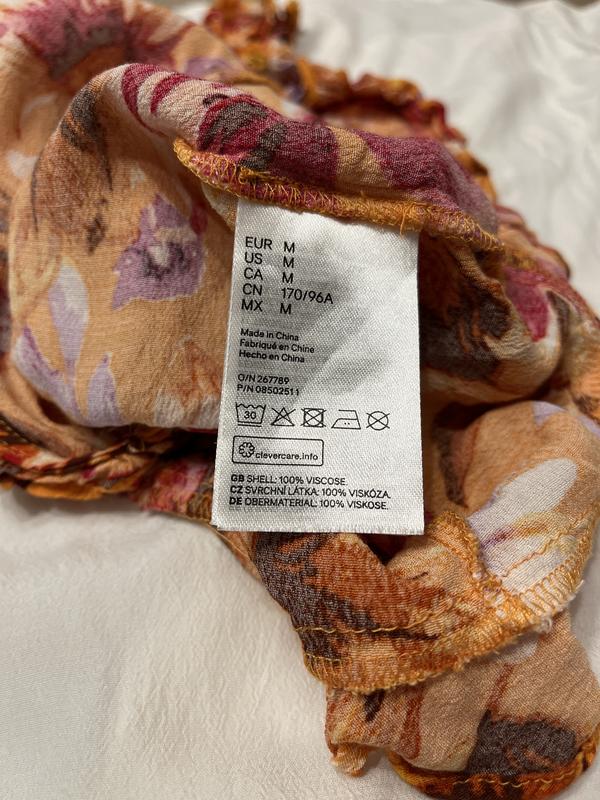 EUR M
US M
CA M
CN 170/96A
MX M
Made in China
Fabriqué en Chine
Hecho en China
O/N 267789
P/N 08502511
30
clevercare.info
GB SHELL: 100% VISCOSE.
CZ SVRCHNÍ LÁTKA: 100% VISKÓZA.
DE OBERMATERIAL: 100% VISKOSE.